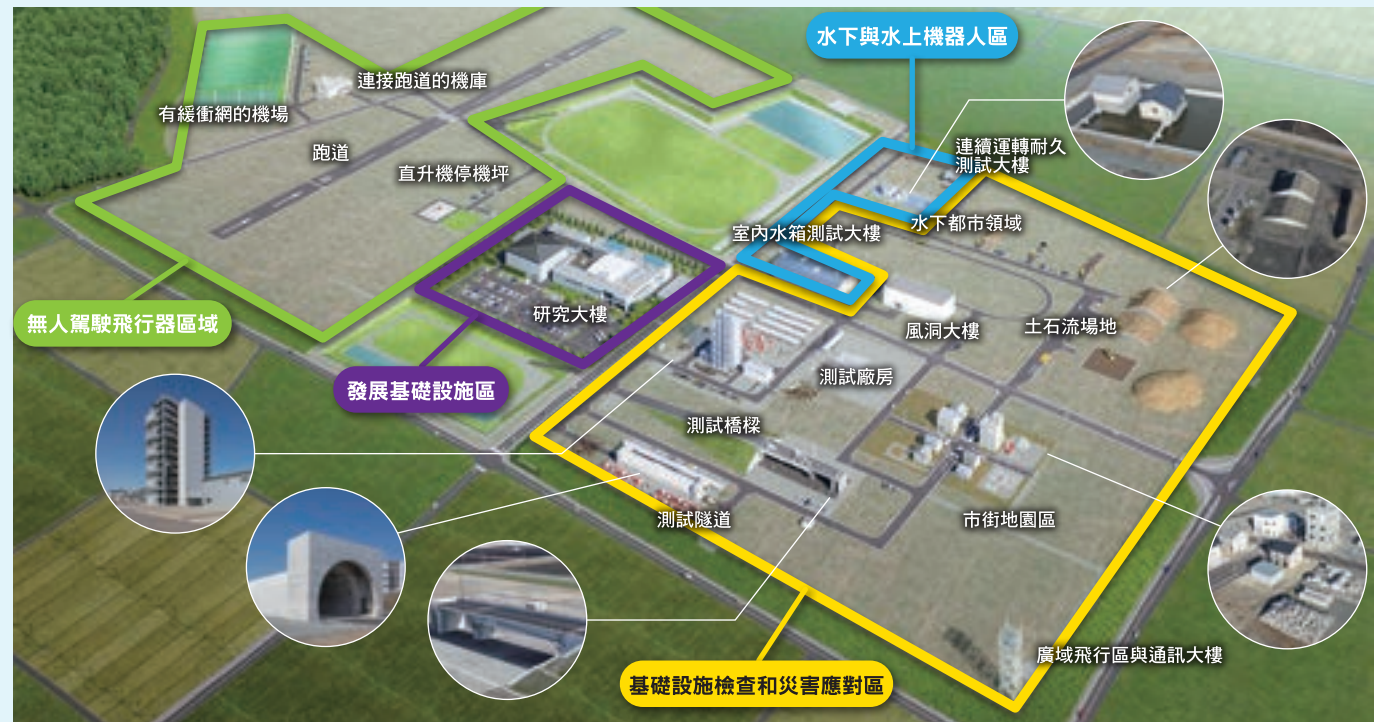 水下與水上機器人區
連接跑道的機庫
有緩衝網的機場
跑道
直升機停機坪
連續運轉耐久
測試大樓
水下都市領域
室內水箱測試大樓
研究大樓
無人駕駛飛行器區域
風洞大樓
土石流場地
測試廠房
發展基礎設施區
測試橋樑
測試隧道
市街地園區
廣域飛行區與通訊大樓
基礎設施檢查和災害應對區